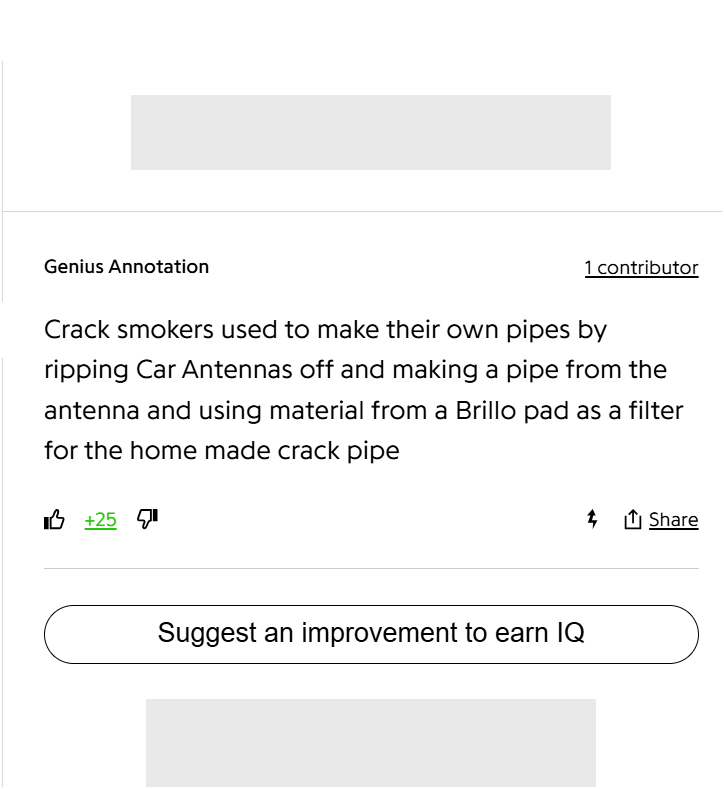 Genius Annotation
1 contributor
Crack smokers used to make their own pipes by
ripping Car Antennas off and making a pipe from the
antenna and using material from a Brillo pad as a filter
for the home made crack pipe
+25
Share
Suggest an improvement to earn IQ